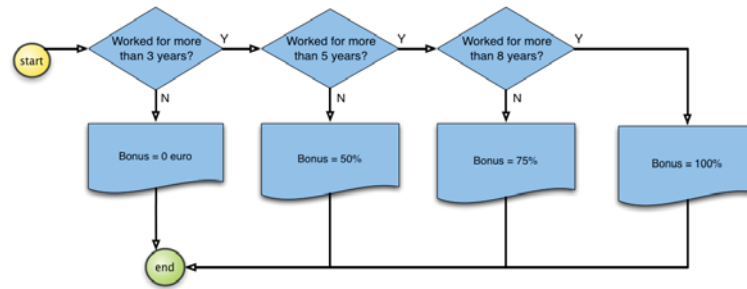 start
Worked for more
than 3 years?
Y
Worked for more
than 5 years?
Y
Worked for more
than 8 years?
Y
N
N
N
Bonus = 0 euro
Bonus = 50%
Bonus = 75%
Bonus = 100%
end